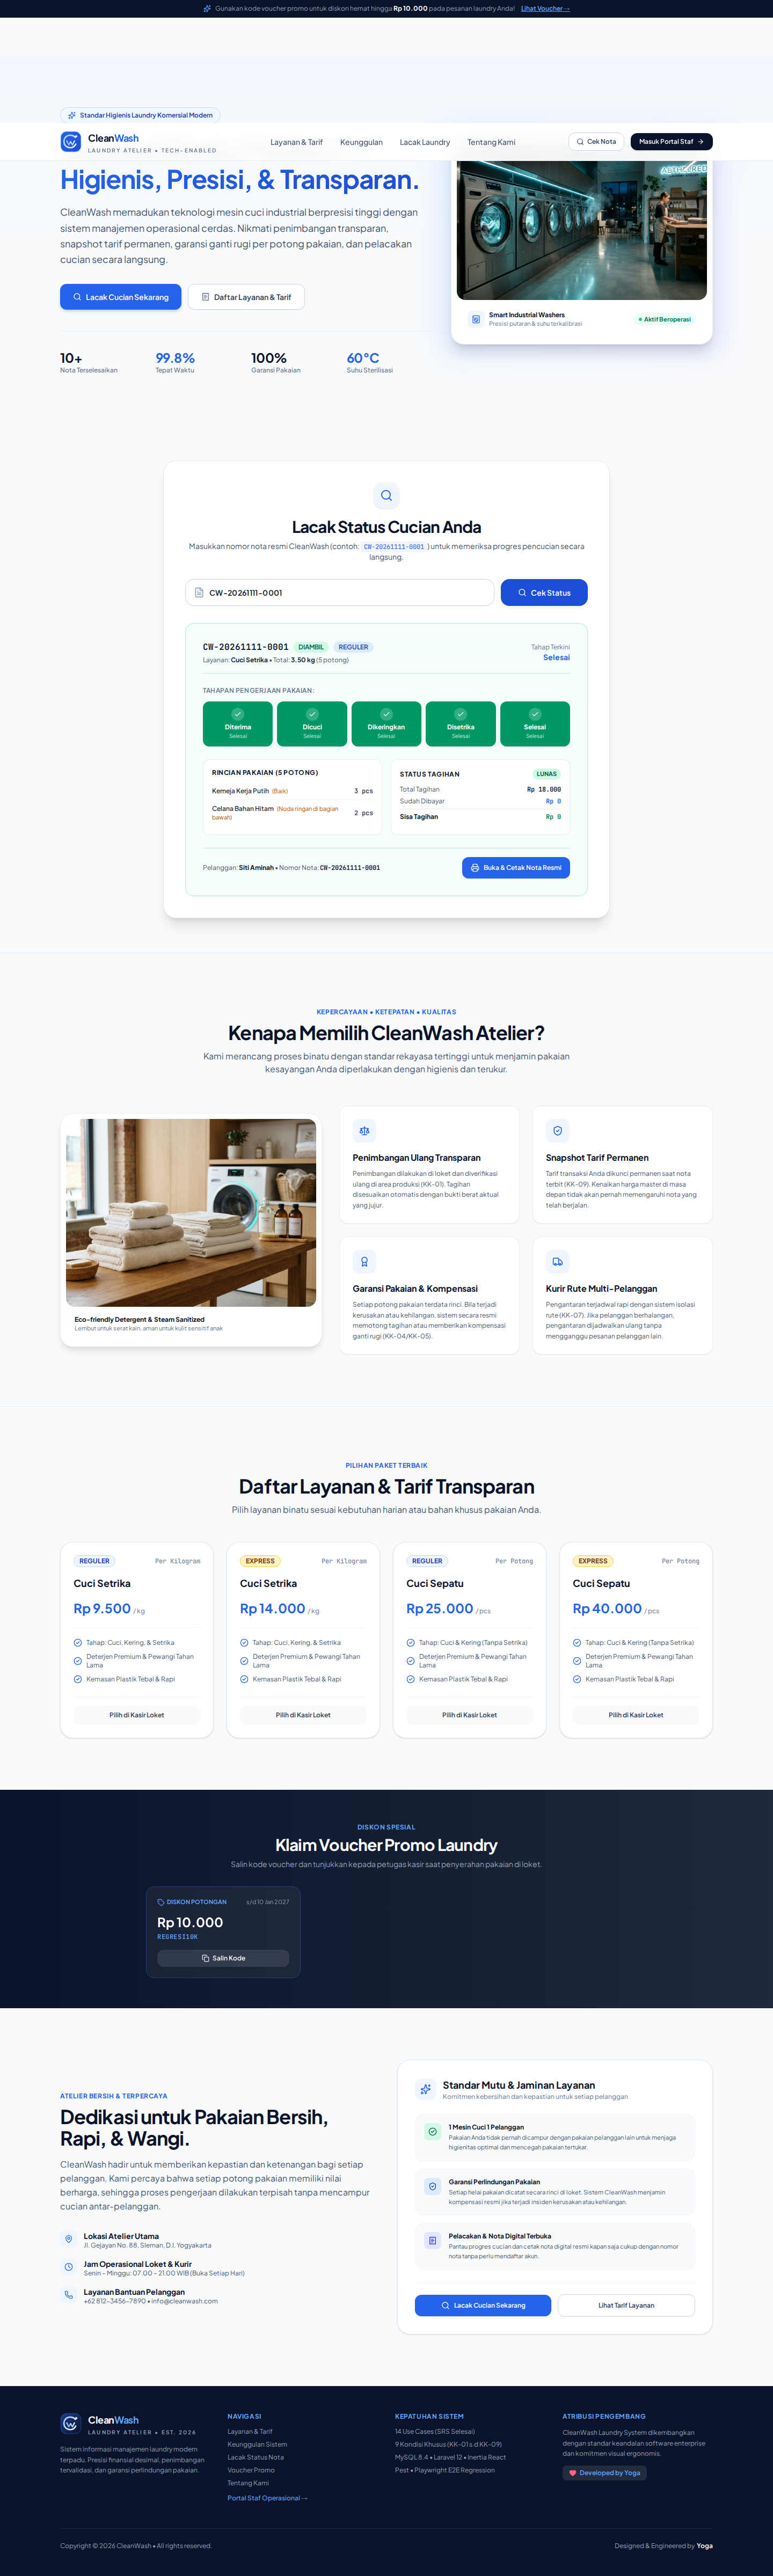 Gunakan kode voucher promo untuk diskon hemat hingga Rp 10.000 pada pesanan laundry Anda! Lihat Voucher →
Standar Higienis Laundry Komersial Modern
CleanWash
LAUNDRY ATELIER • TECH-ENABLED
Layanan & Tarif
Keunggulan
Lacak Laundry
Tentang Kami
Cek Nota
Masuk Portal Staf →
Higienis, Presisi, & Transparan.
CleanWash memadukan teknologi mesin cuci industrial berpresisi tinggi dengan
sistem manajemen operasional cerdas. Nikmati penimbangan transparan,
snapshot tarif permanen, garansi ganti rugi per potong pakaian, dan pelacakan
cucian secara langsung.
Lacak Cucian Sekarang
Daftar Layanan & Tarif
10+
Nota Terselesaikan
99.8%
Tepat Waktu
100%
Garansi Pakaian
60°C
Suhu Sterilisasi
Smart Industrial Washers
Presisi putaran & suhu terkalibrasi
Aktif Beroperasi
Lacak Status Cucian Anda
Masukkan nomor nota resmi CleanWash (contoh: CW-20261111-0001 ) untuk memeriksa progres pencucian secara
langsung.
CW-20261111-0001
Cek Status
CW-20261111-0001 DIAMBIL REGULER
Layanan: Cuci Setrika • Total: 3.50 kg (5 potong)
Tahap Terkini
Selesai
TAHAPAN PENGERJAAN PAKAIAN:
Diterima
Selesai
Dicuci
Selesai
Dikeringkan
Selesai
Disetrika
Selesai
Selesai
Selesai
RINCIAN PAKAIAN (5 POTONG)
Kemeja Kerja Putih (Baik) 3 pcs
Celana Bahan Hitam (Noda ringan di bagian
bawah) 2 pcs
STATUS TAGIHAN LUNAS
Total Tagihan Rp 18.000
Sudah Dibayar Rp 0
Sisa Tagihan Rp 0
Pelanggan: Siti Aminah • Nomor Nota: CW-20261111-0001
Buka & Cetak Nota Resmi
KEPERCAYAAN • KETEPATAN • KUALITAS
Kenapa Memilih CleanWash Atelier?
Kami merancang proses binatu dengan standar rekayasa tertinggi untuk menjamin pakaian
kesayangan Anda diperlakukan dengan higienis dan terukur.
Eco-friendly Detergent & Steam Sanitized
Lembut untuk serat kain, aman untuk kulit sensitif anak
Penimbangan Ulang Transparan
Penimbangan dilakukan di loket dan diverifikasi
ulang di area produksi (KK-01). Tagihan
disesuaikan otomatis dengan bukti berat aktual
yang jujur.
Snapshot Tarif Permanen
Tarif transaksi Anda dikunci permanen saat nota
terbit (KK-09). Kenaikan harga master di masa
depan tidak akan pernah memengaruhi nota yang
telah berjalan.
Garansi Pakaian & Kompensasi
Setiap potong pakaian terdata rinci. Bila terjadi
kerusakan atau kehilangan, sistem secara resmi
memotong tagihan atau memberikan kompensasi
ganti rugi (KK-04/KK-05).
Kurir Rute Multi-Pelanggan
Pengantaran terjadwal rapi dengan sistem isolasi
rute (KK-07). Jika pelanggan berhalangan,
pengantaran dijadwalkan ulang tanpa
mengganggu pesanan pelanggan lain.
PILIHAN PAKET TERBAIK
Daftar Layanan & Tarif Transparan
Pilih layanan binatu sesuai kebutuhan harian atau bahan khusus pakaian Anda.
REGULER Per Kilogram
Cuci Setrika
Rp 9.500 / kg
Tahap: Cuci, Kering, & Setrika
Deterjen Premium & Pewangi Tahan
Lama
Kemasan Plastik Tebal & Rapi
Pilih di Kasir Loket
EXPRESS Per Kilogram
Cuci Setrika
Rp 14.000 / kg
Tahap: Cuci, Kering, & Setrika
Deterjen Premium & Pewangi Tahan
Lama
Kemasan Plastik Tebal & Rapi
Pilih di Kasir Loket
REGULER Per Potong
Cuci Sepatu
Rp 25.000 / pcs
Tahap: Cuci & Kering (Tanpa Setrika)
Deterjen Premium & Pewangi Tahan
Lama
Kemasan Plastik Tebal & Rapi
Pilih di Kasir Loket
EXPRESS Per Potong
Cuci Sepatu
Rp 40.000 / pcs
Tahap: Cuci & Kering (Tanpa Setrika)
Deterjen Premium & Pewangi Tahan
Lama
Kemasan Plastik Tebal & Rapi
Pilih di Kasir Loket
DISKON SPESIAL
Klaim Voucher Promo Laundry
Salin kode voucher dan tunjukkan kepada petugas kasir saat penyerahan pakaian di loket.
DISKON POTONGAN s/d 10 Jan 2027
Rp 10.000
REGRESI10K
Salin Kode
ATELIER BERSIH & TERPERCAYA
Dedikasi untuk Pakaian Bersih,
Rapi, & Wangi.
CleanWash hadir untuk memberikan kepastian dan ketenangan bagi setiap
pelanggan. Kami percaya bahwa setiap potong pakaian memiliki nilai
berharga, sehingga proses pengerjaan dilakukan terpisah tanpa mencampur
cucian antar-pelanggan.
Lokasi Atelier Utama
Jl. Gejayan No. 88, Sleman, D.I. Yogyakarta
Jam Operasional Loket & Kurir
Senin – Minggu: 07.00 – 21.00 WIB (Buka Setiap Hari)
Layanan Bantuan Pelanggan
+62 812-3456-7890 • info@cleanwash.com
Standar Mutu & Jaminan Layanan
Komitmen kebersihan dan kepastian untuk setiap pelanggan
1 Mesin Cuci 1 Pelanggan
Pakaian Anda tidak pernah dicampur dengan pakaian pelanggan lain untuk menjaga
higienitas optimal dan mencegah pakaian tertukar.
Garansi Perlindungan Pakaian
Setiap helai pakaian dicatat secara rinci di loket. Sistem CleanWash menjamin
kompensasi resmi jika terjadi insiden kerusakan atau kehilangan.
Pelacakan & Nota Digital Terbuka
Pantau progres cucian dan cetak nota digital resmi kapan saja cukup dengan nomor
nota tanpa perlu mendaftar akun.
Lacak Cucian Sekarang
Lihat Tarif Layanan
CleanWash
LAUNDRY ATELIER • EST. 2026
Sistem informasi manajemen laundry modern
terpadu. Presisi finansial desimal, penimbangan
tervalidasi, dan garansi perlindungan pakaian.
NAVIGASI
Layanan & Tarif
Keunggulan Sistem
Lacak Status Nota
Voucher Promo
Tentang Kami
Portal Staf Operasional →
KEPATUHAN SISTEM
14 Use Cases (SRS Selesai)
9 Kondisi Khusus (KK-01 s.d KK-09)
MySQL 8.4 • Laravel 12 • Inertia React
Pest • Playwright E2E Regression
ATRIBUSI PENGEMBANG
CleanWash Laundry System dikembangkan
dengan standar keandalan software enterprise
dan komitmen visual ergonomis.
Developed by Yoga
Copyright © 2026 CleanWash • All rights reserved.
Designed & Engineered by Yoga